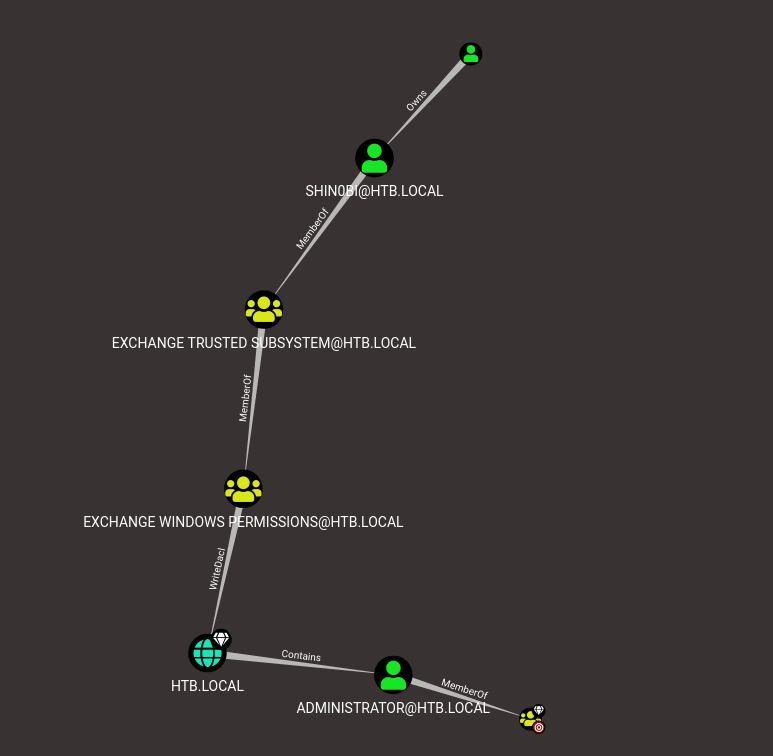 Owns
SHIN0BI@HTB.LOCAL
MemberOf
EXCHANGE TRUSTED SUBSYSTEM@HTB.LOCAL
MemberOf
EXCHANGE WINDOWS PERMISSIONS@HTB.LOCAL
WriteDacl
Contains
HTB.LOCAL
MemberOf
ADMINISTRATOR@HTB.LOCAL